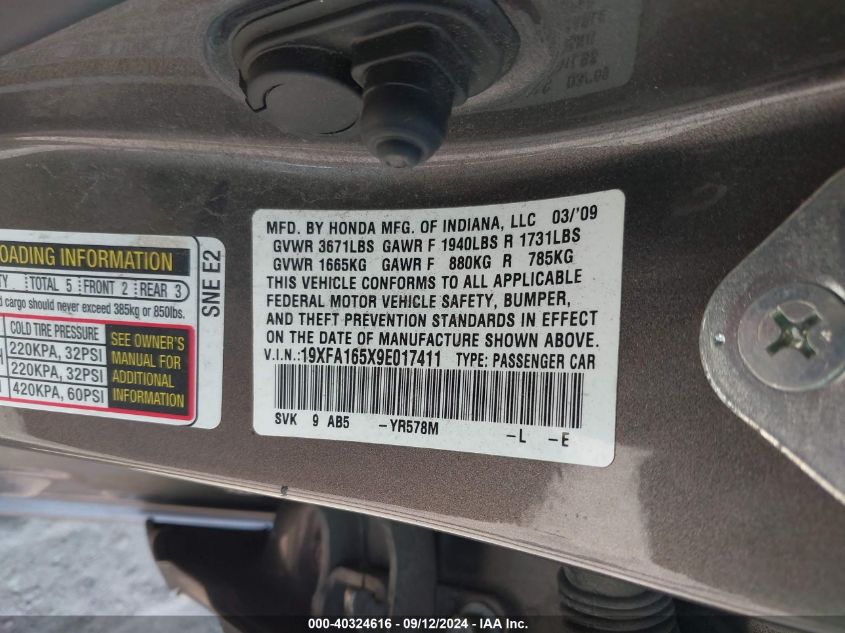 MFD. BY HONDA MFG. OF INDIANA, LLC 03/'09
GVWR 3671LBS GAWR F 1940LBS R 1731LBS
GVWR 1665KG GAWR F 880KG R 785KG
THIS VEHICLE CONFORMS TO ALL APPLICABLE
FEDERAL MOTOR VEHICLE SAFETY, BUMPER,
AND THEFT PREVENTION STANDARDS IN EFFECT
ON THE DATE OF MANUFACTURE SHOWN ABOVE.
V.I.N.:19XFA165X9E017411 TYPE: PASSENGER CAR
SVK 9 AB5 -YR578M -L -E
OADING INFORMATION
TY TOTAL 5 FRONT 2 REAR 3
d cargo should never exceed 385kg or 850lbs.
COLD TIRE PRESSURE
220KPA, 32PSI
220KPA, 32PSI
420KPA, 60PSI
SEE OWNER'S
MANUAL FOR
ADDITIONAL
INFORMATION
SNE E2
000-40324616 - 09/12/2024 - IAA Inc.